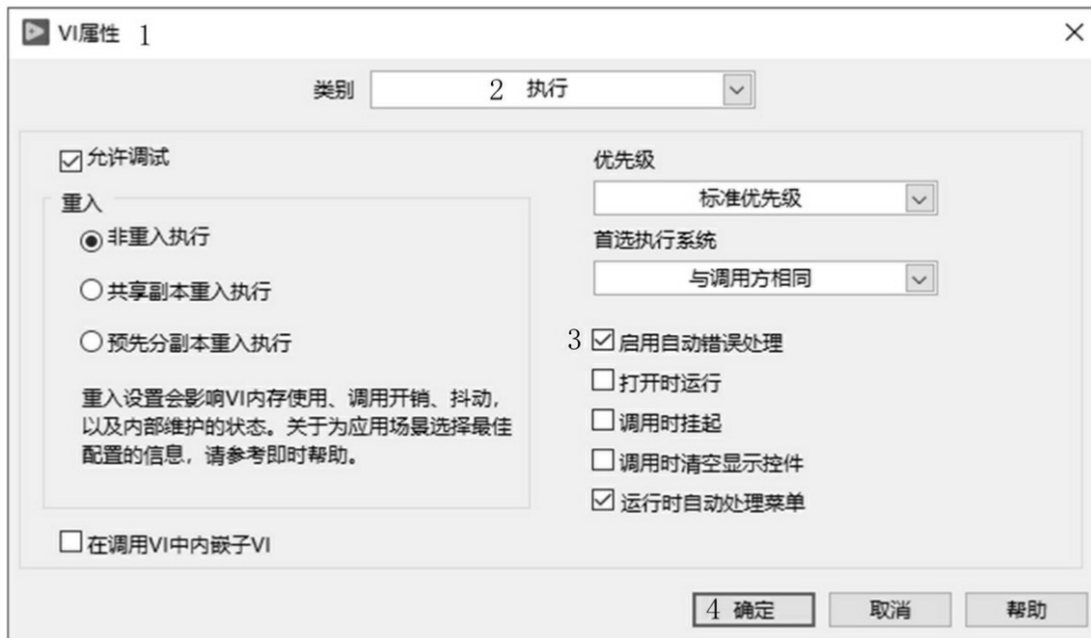 VI属性 1
类别 2 执行
允许调试
重入
非重入执行
共享副本重入执行
预先分副本重入执行
重入设置会影响VI内存使用、调用开销、抖动，
以及内部维护的状态。关于为应用场景选择最佳
配置的信息，请参考即时帮助。
在调用VI中内嵌子VI
优先级
标准优先级
首选执行系统
与调用方相同
3 启用自动错误处理
打开时运行
调用时挂起
调用时清空显示控件
运行时自动处理菜单
4 确定 取消 帮助